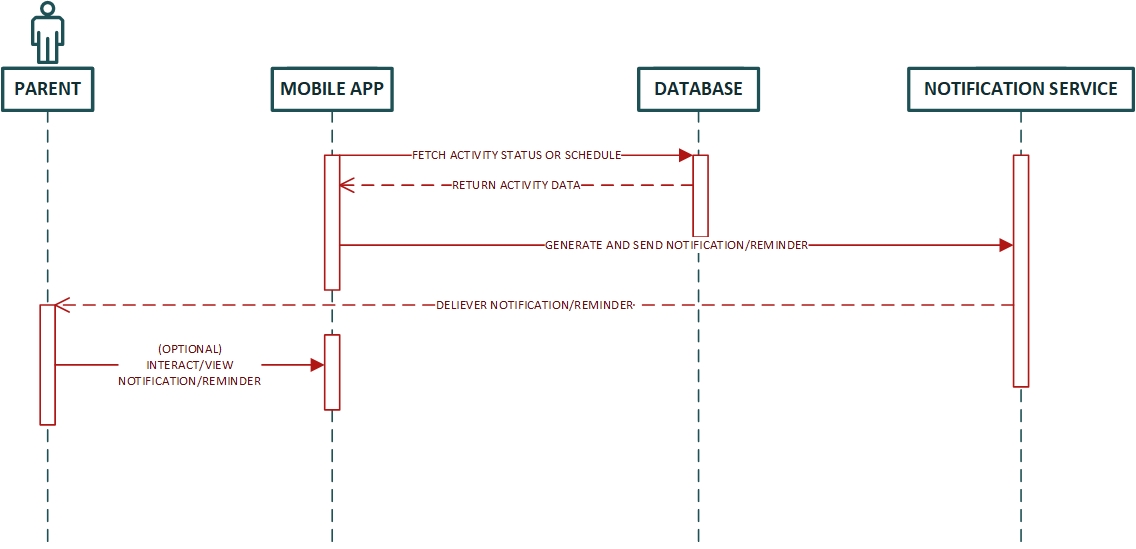 PARENT
MOBILE APP
DATABASE
NOTIFICATION SERVICE
FETCH ACTIVITY STATUS OR SCHEDULE
RETURN ACTIVITY DATA
GENERATE AND SEND NOTIFICATION/REMINDER
DELIEVER NOTIFICATION/REMINDER
(OPTIONAL)
INTERACT/VIEW
NOTIFICATION/REMINDER